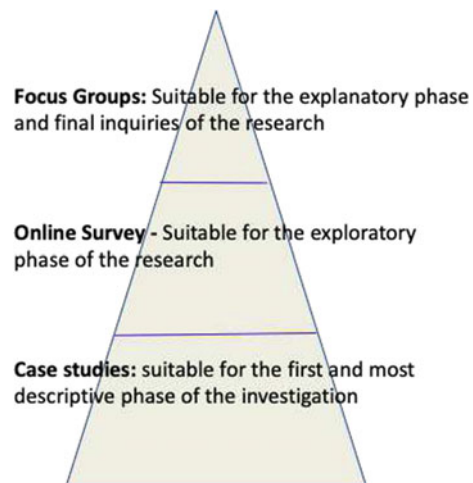 Focus Groups: Suitable for the explanatory phase
and final inquiries of the research
Online Survey - Suitable for the exploratory
phase of the research
Case studies: suitable for the first and most
descriptive phase of the investigation